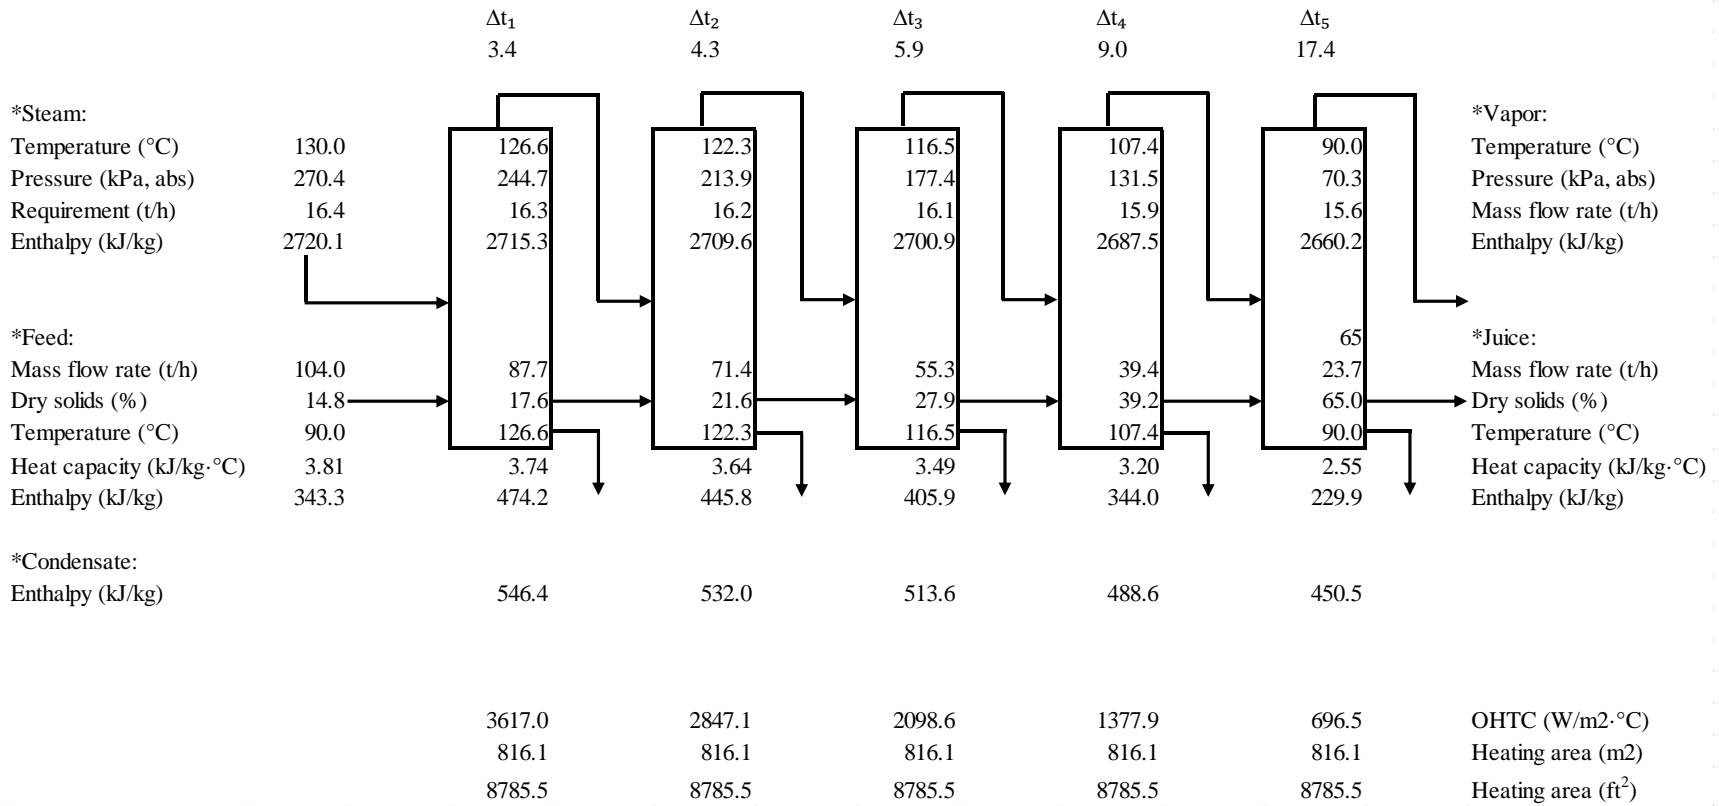 Δt₁ Δt₂ Δt₃ Δt₄ Δt₅
3.4 4.3 5.9 9.0 17.4
*Steam: *Vapor:
Temperature (°C) 130.0 126.6 122.3 116.5 107.4 90.0 Temperature (°C)
Pressure (kPa, abs) 270.4 244.7 213.9 177.4 131.5 70.3 Pressure (kPa, abs)
Requirement (t/h) 16.4 16.3 16.2 16.1 15.9 15.6 Mass flow rate (t/h)
Enthalpy (kJ/kg) 2720.1 2715.3 2709.6 2700.9 2687.5 2660.2 Enthalpy (kJ/kg)
*Feed: 65 *Juice:
Mass flow rate (t/h) 104.0 87.7 71.4 55.3 39.4 23.7 Mass flow rate (t/h)
Dry solids (%) 14.8 17.6 21.6 27.9 39.2 65.0 Dry solids (%)
Temperature (°C) 90.0 126.6 122.3 116.5 107.4 90.0 Temperature (°C)
Heat capacity (kJ/kg·°C) 3.81 3.74 3.64 3.49 3.20 2.55 Heat capacity (kJ/kg·°C)
Enthalpy (kJ/kg) 343.3 474.2 445.8 405.9 344.0 229.9 Enthalpy (kJ/kg)
*Condensate:
Enthalpy (kJ/kg) 546.4 532.0 513.6 488.6 450.5
3617.0 2847.1 2098.6 1377.9 696.5 OHTC (W/m2·°C)
816.1 816.1 816.1 816.1 816.1 Heating area (m2)
8785.5 8785.5 8785.5 8785.5 8785.5 Heating area (ft²)